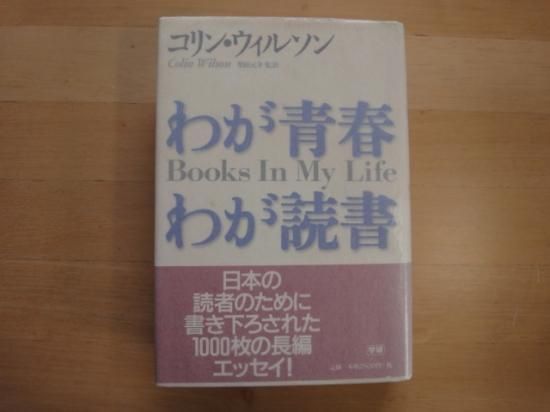 コリン・ウィルソン
Colin Wilson
わが青春
Books In My Life
わが読書
日本の
読者のために
書き下ろされた
1000枚の長編
エッセイ!
学研